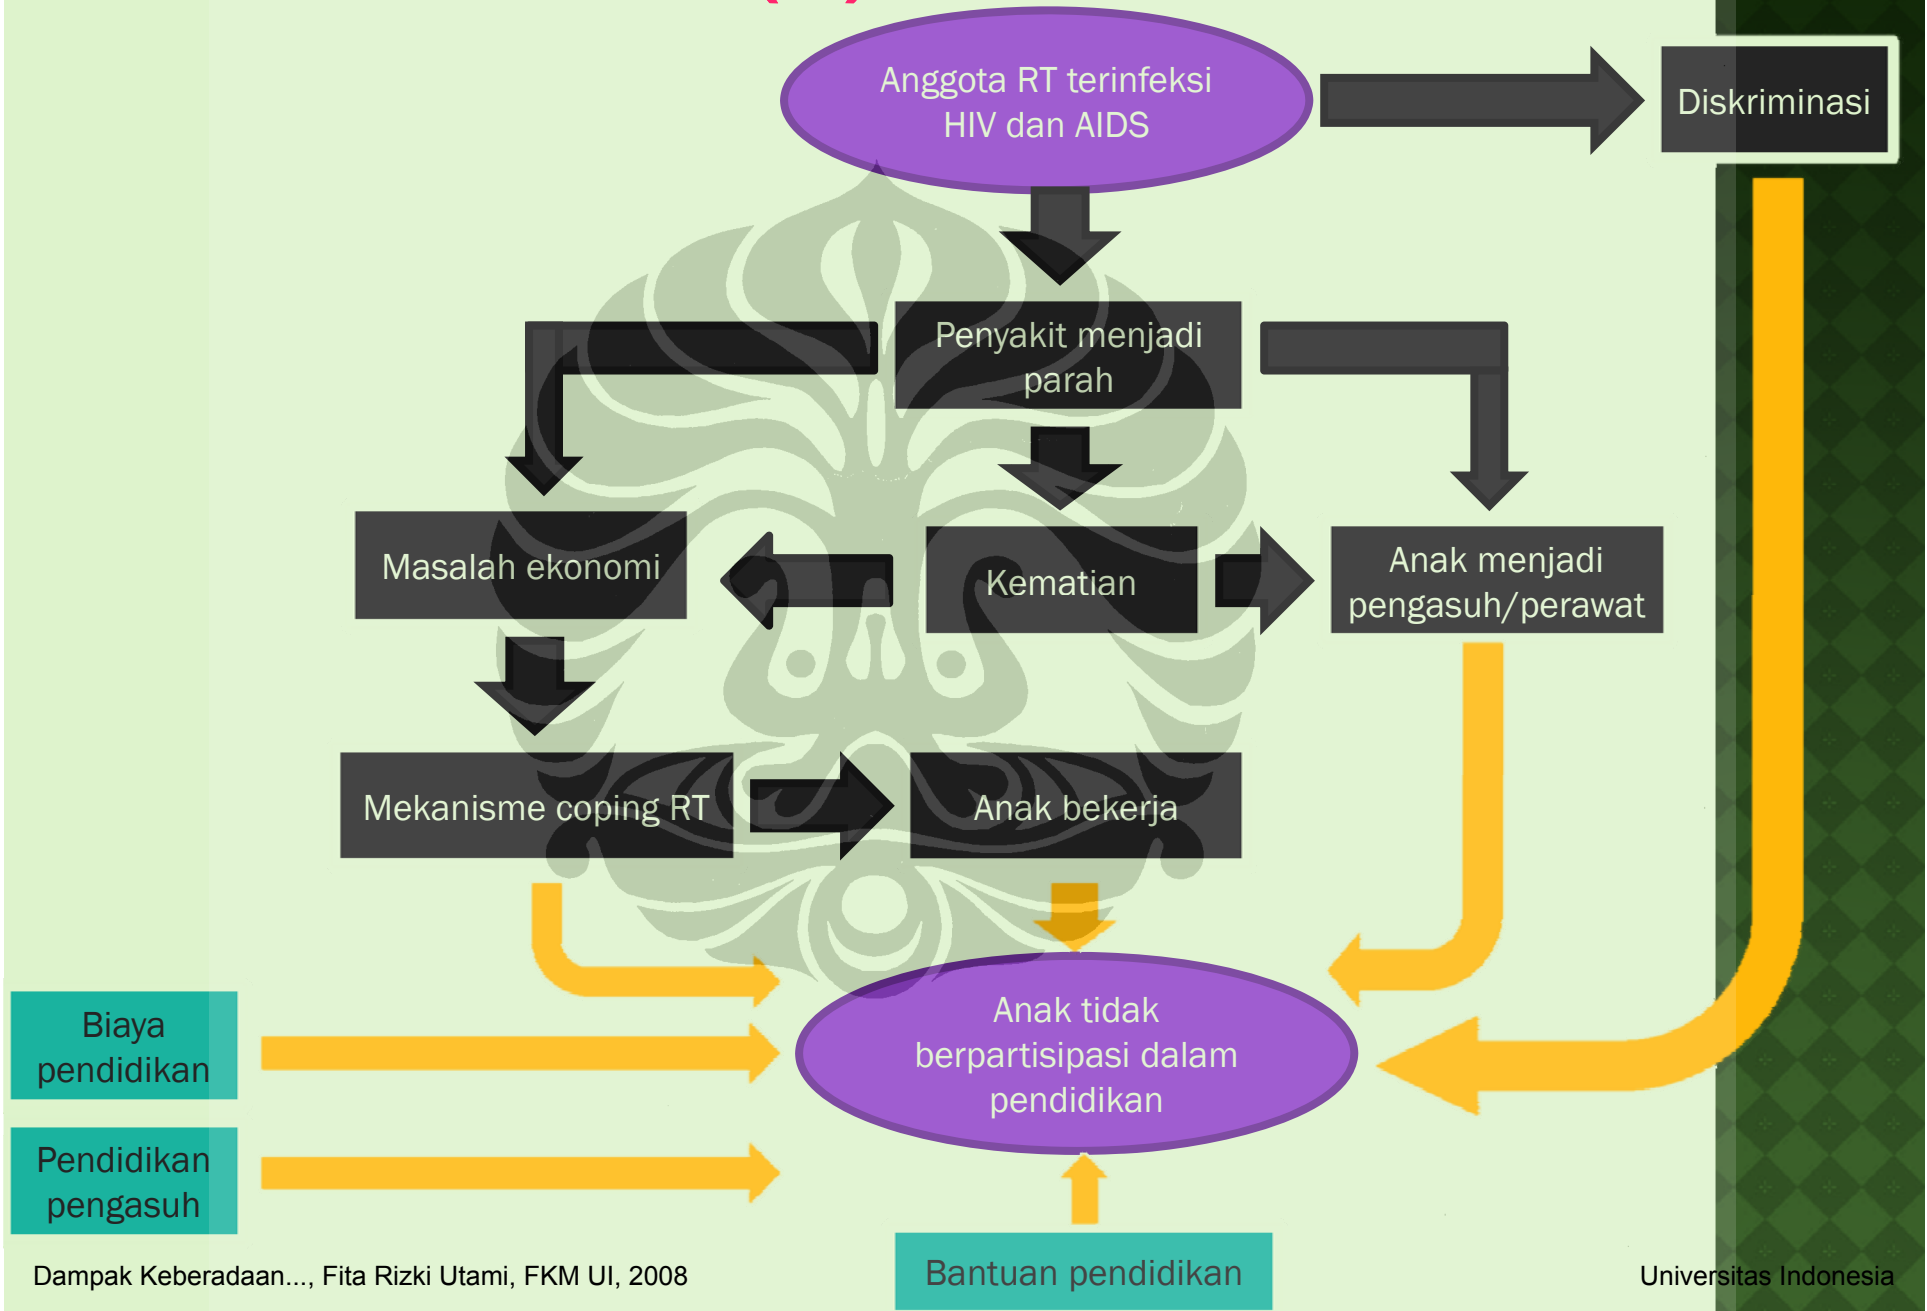 Anggota RT terinfeksi
HIV dan AIDS
Diskriminasi
Penyakit menjadi
parah
Masalah ekonomi
Kematian
Anak menjadi
pengasuh/perawat
Mekanisme coping RT
Anak bekerja
Anak tidak
berpartisipasi dalam
pendidikan
Biaya
pendidikan
Pendidikan
pengasuh
Bantuan pendidikan
Dampak Keberadaan..., Fita Rizki Utami, FKM UI, 2008
Universitas Indonesia